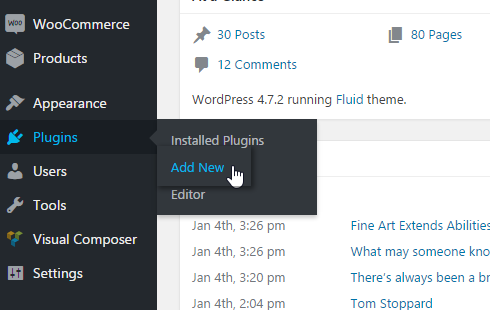 WooCommerce
Products
Appearance
Plugins
Users
Tools
Visual Composer
Settings
30 Posts
80 Pages
12 Comments
WordPress 4.7.2 running Fluid theme.
Installed Plugins
Add New
Editor
Jan 4th, 3:26 pm Fine Art Extends Abilities
Jan 4th, 3:26 pm What may someone know
Jan 4th, 3:20 pm There's always been a br
Jan 4th, 2:04 pm Tom Stoppard